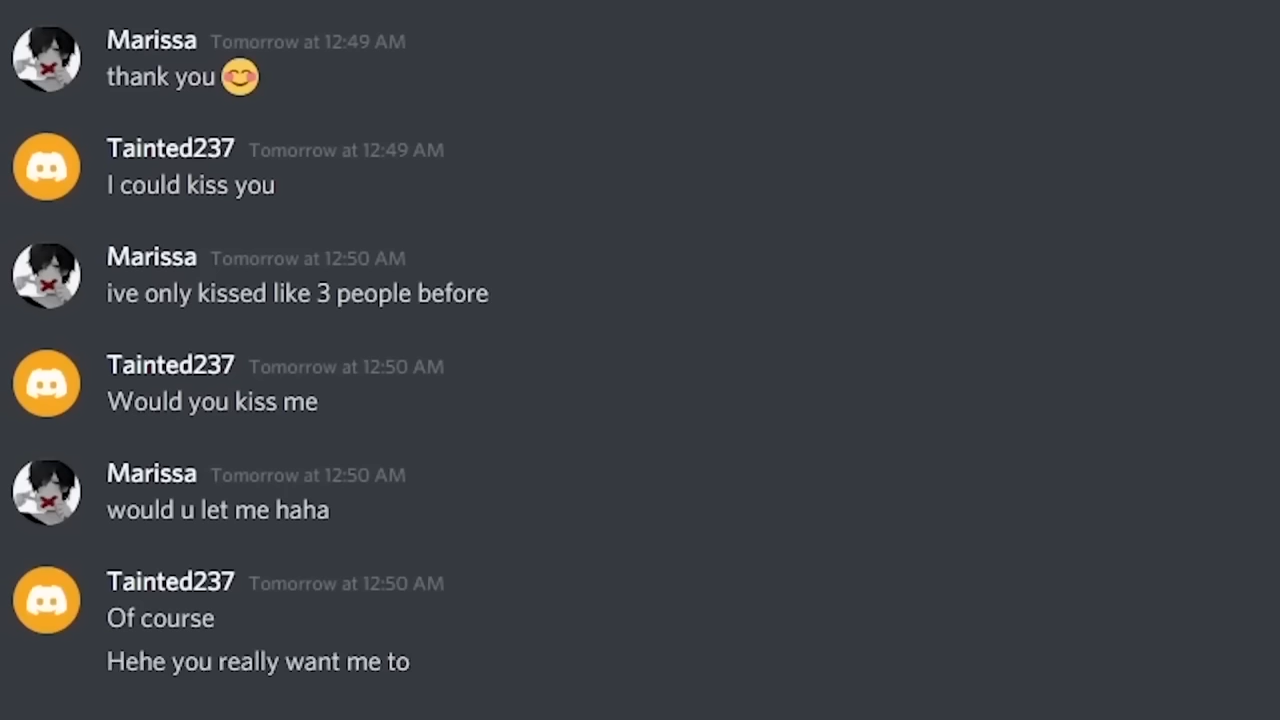 Marissa Tomorrow at 12:49 AM
thank you 😊
Tainted237 Tomorrow at 12:49 AM
I could kiss you
Marissa Tomorrow at 12:50 AM
ive only kissed like 3 people before
Tainted237 Tomorrow at 12:50 AM
Would you kiss me
Marissa Tomorrow at 12:50 AM
would u let me haha
Tainted237 Tomorrow at 12:50 AM
Of course
Hehe you really want me to